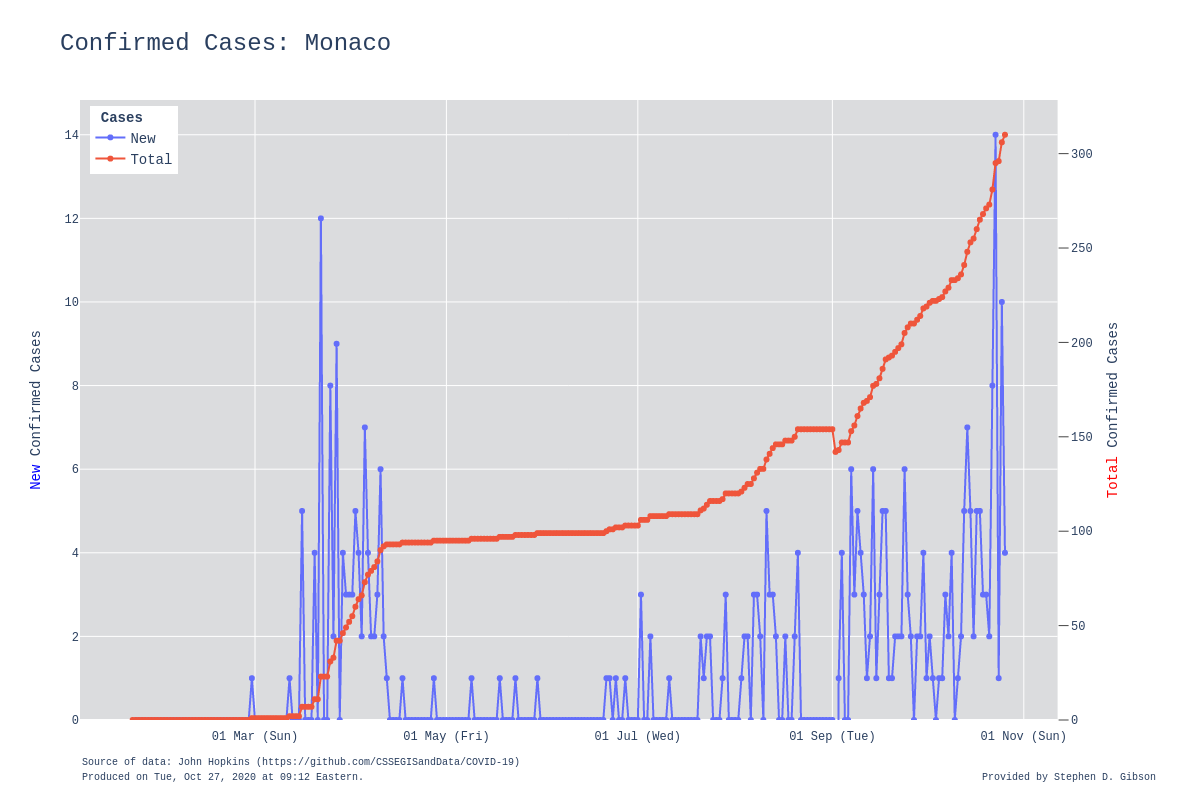 Confirmed Cases: Monaco
Cases
New
Total
14
12
10
8
6
4
2
0
300
250
200
150
100
50
0
New Confirmed Cases
Total Confirmed Cases
01 Mar (Sun)
01 May (Fri)
01 Jul (Wed)
01 Sep (Tue)
01 Nov (Sun)
Source of data: John Hopkins (https://github.com/CSSEGISandData/COVID-19)
Produced on Tue, Oct 27, 2020 at 09:12 Eastern.
Provided by Stephen D. Gibson